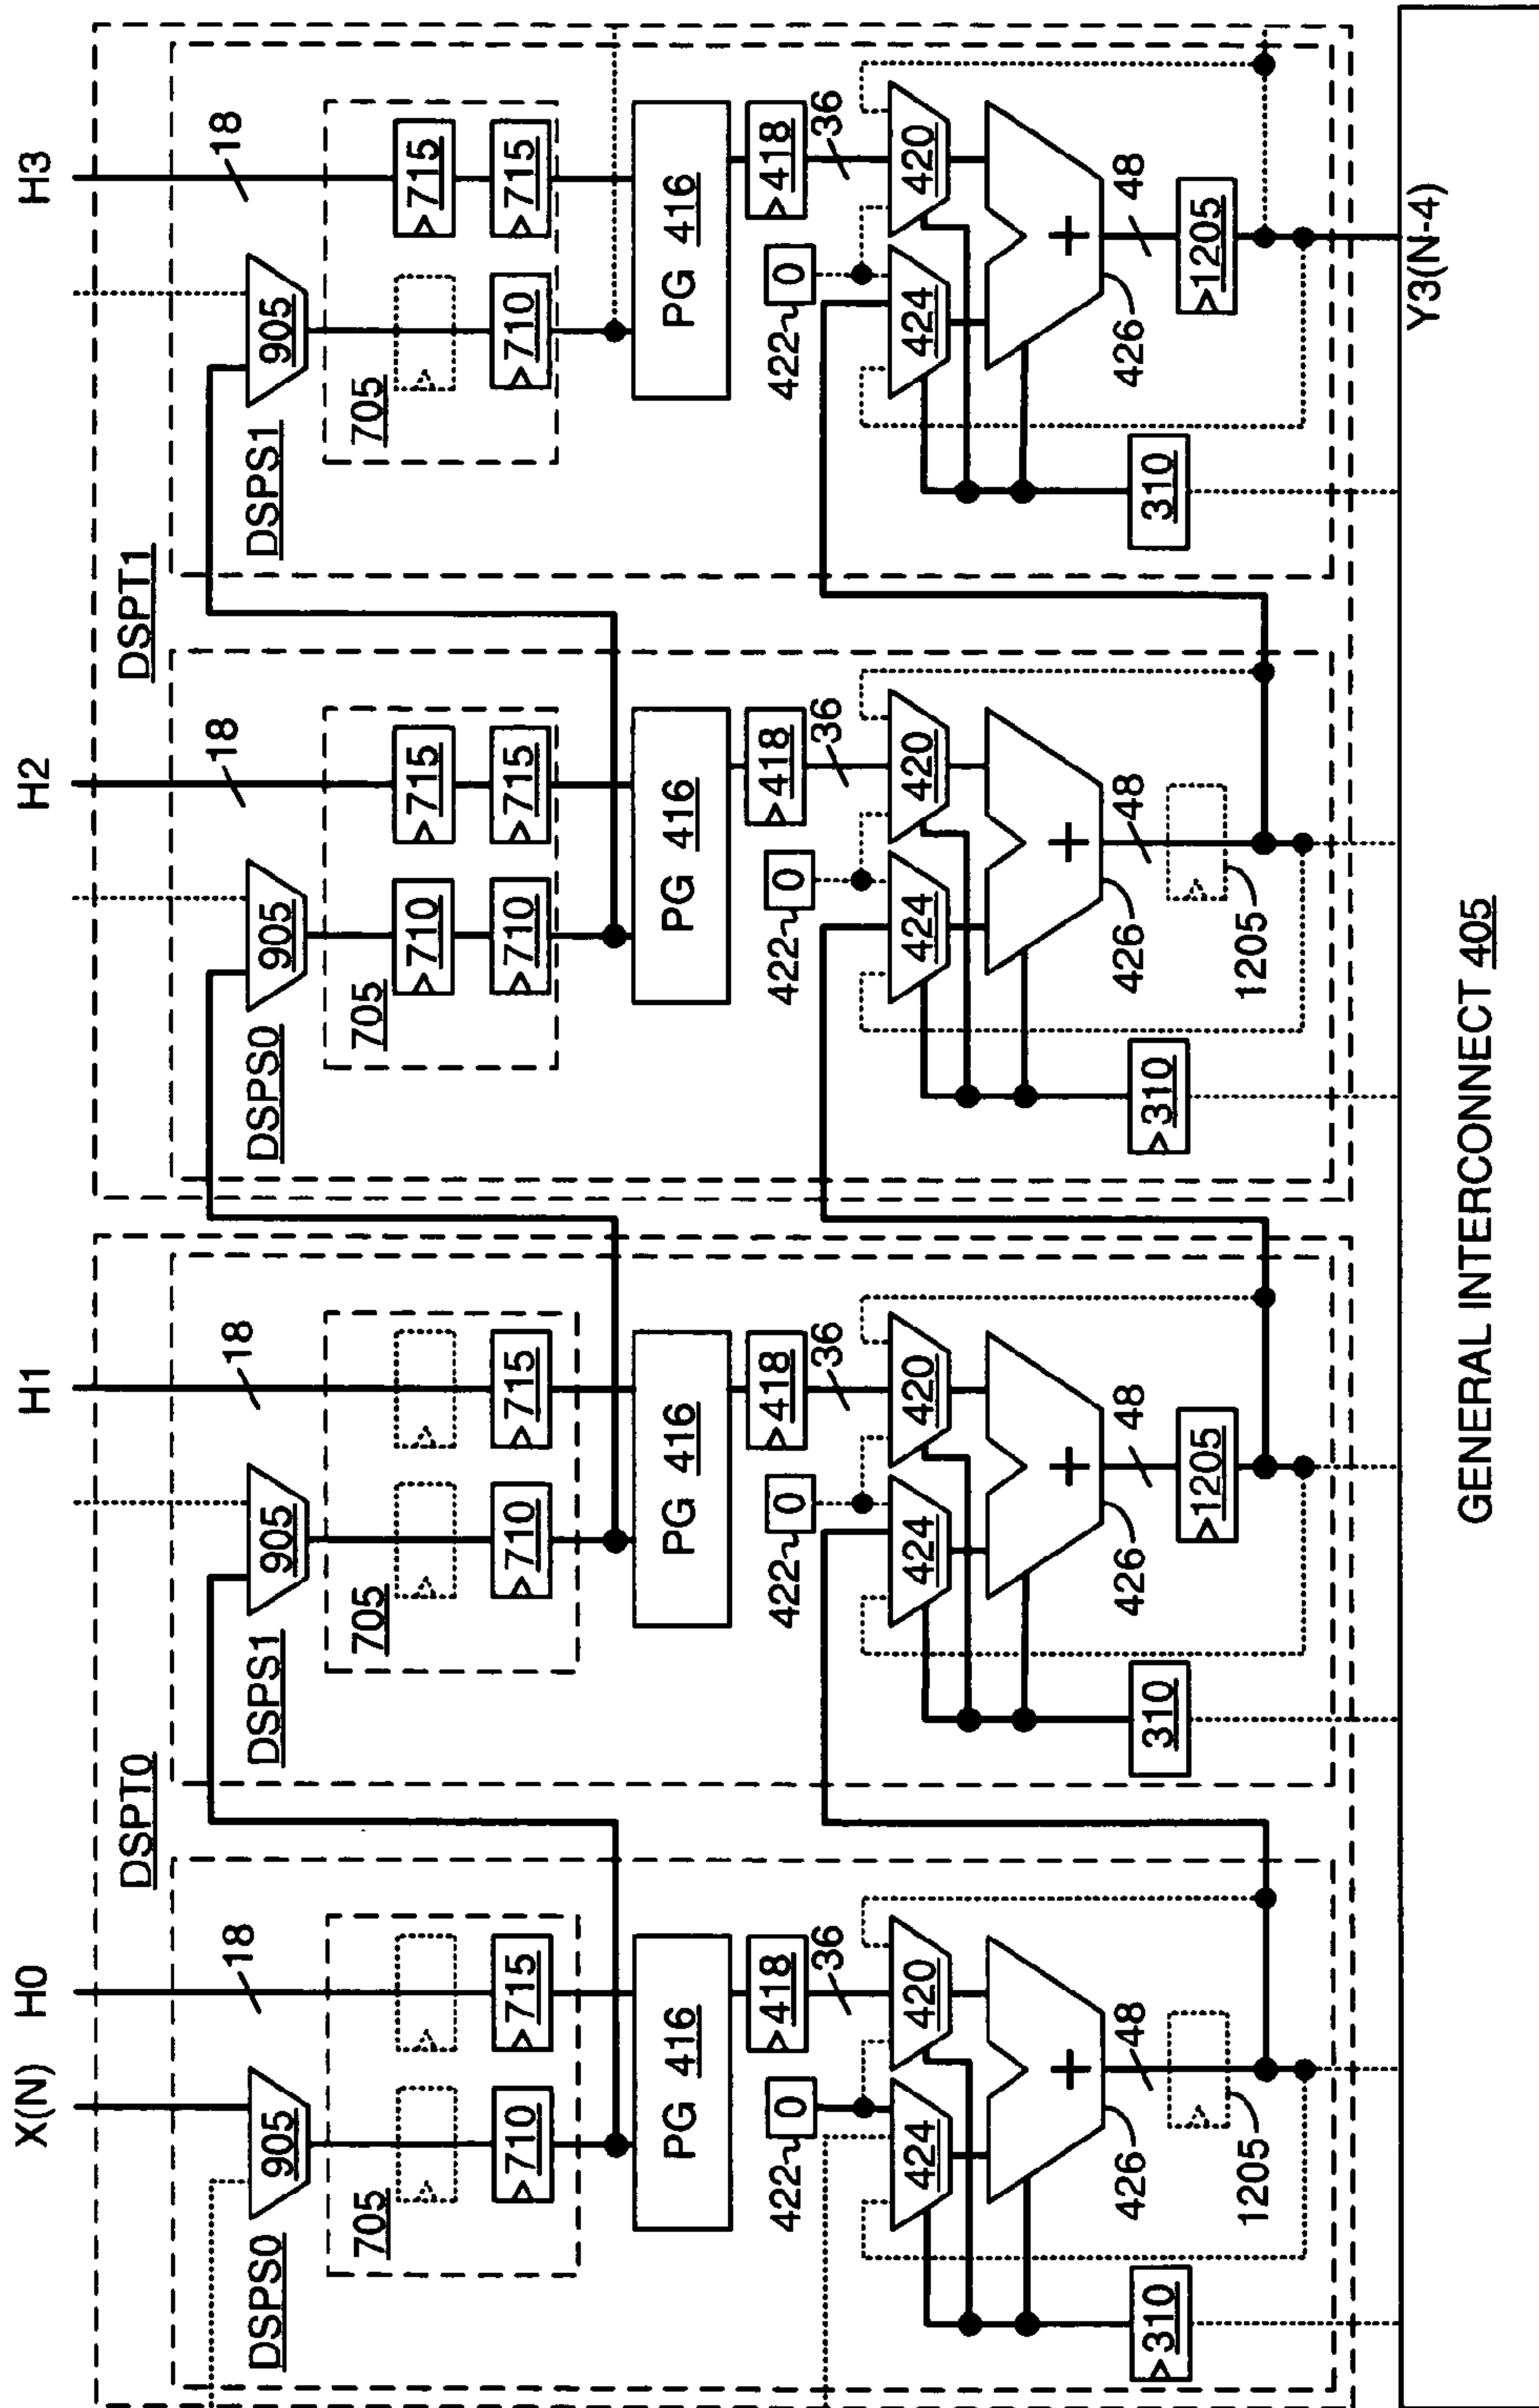 X(N) H0 H1 H2 H3
DSPT0 DSPT1
18 18 18 18
905 905 905 905
DSPS0 DSPS1 DSPS0 DSPS1
705 705 705 705
710 715 710 715 710 710 715 715 710 715 715
PG 416 PG 416 PG 416 PG 416
418 418 418 418
36 36 36 36
422 0 422 0 422 0 422 0
424 420 424 420 424 420 424 420
+ + + +
426 48 426 48 426 48 426 48
310 1205 310 1205 310 1205 310 1205
Y3(N-4)
GENERAL INTERCONNECT 405